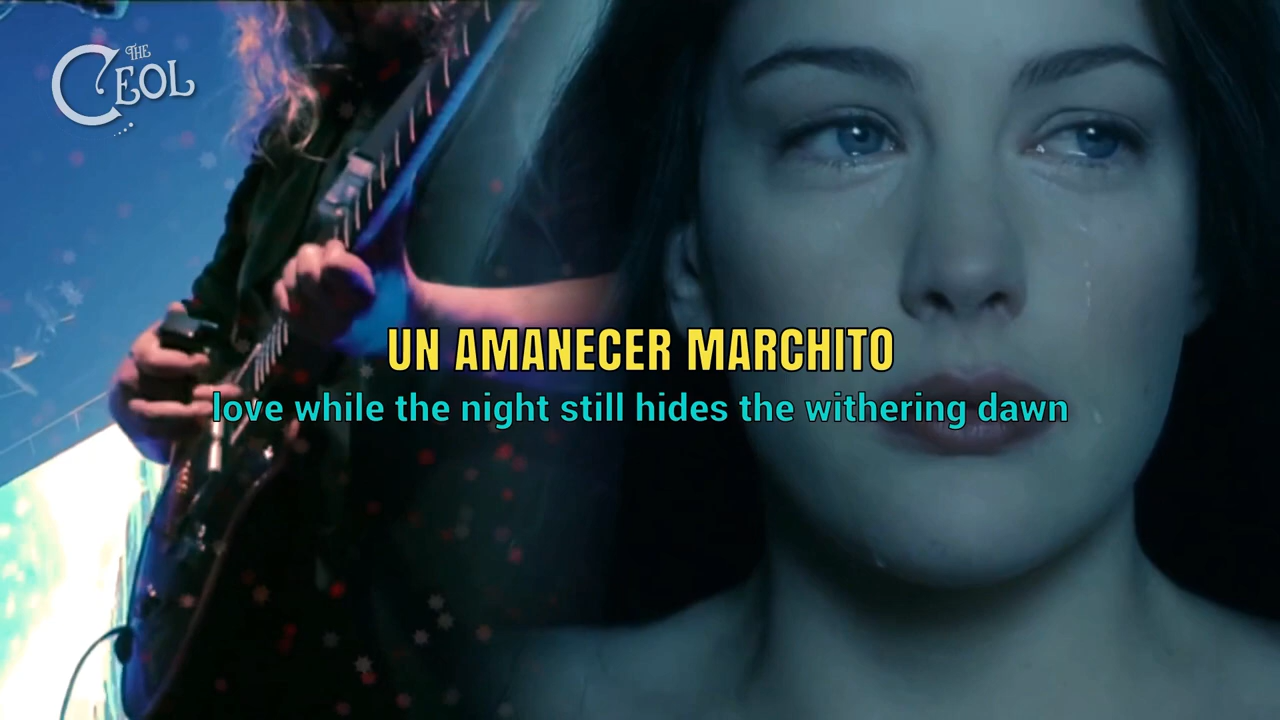 THE
CEOL
UN AMANECER MARCHITO
love while the night still hides the withering dawn